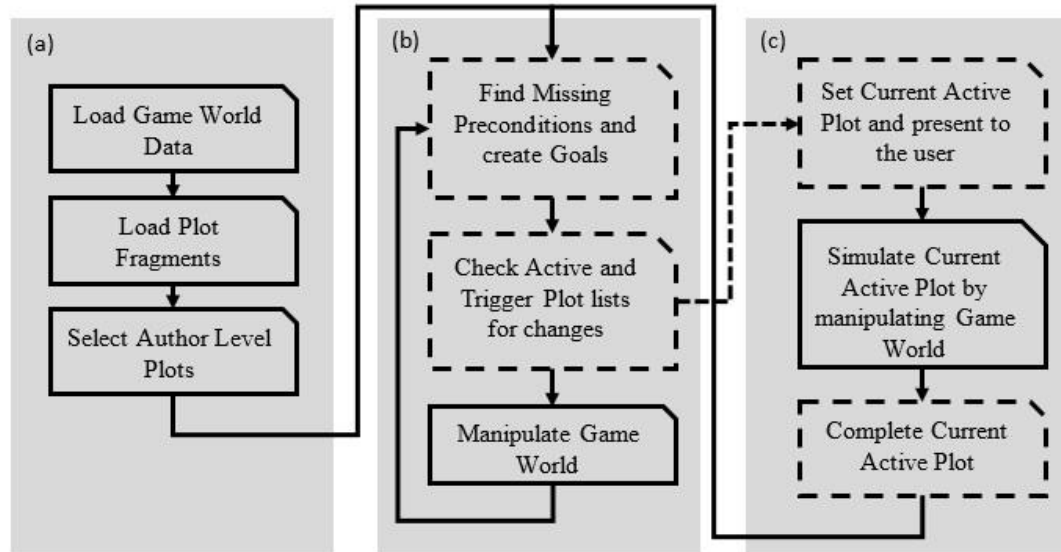 (a)
Load Game World
Data
Load Plot
Fragments
Select Author Level
Plots
(b)
Find Missing
Preconditions and
create Goals
Check Active and
Trigger Plot lists
for changes
Manipulate Game
World
(c)
Set Current Active
Plot and present to
the user
Simulate Current
Active Plot by
manipulating Game
World
Complete Current
Active Plot